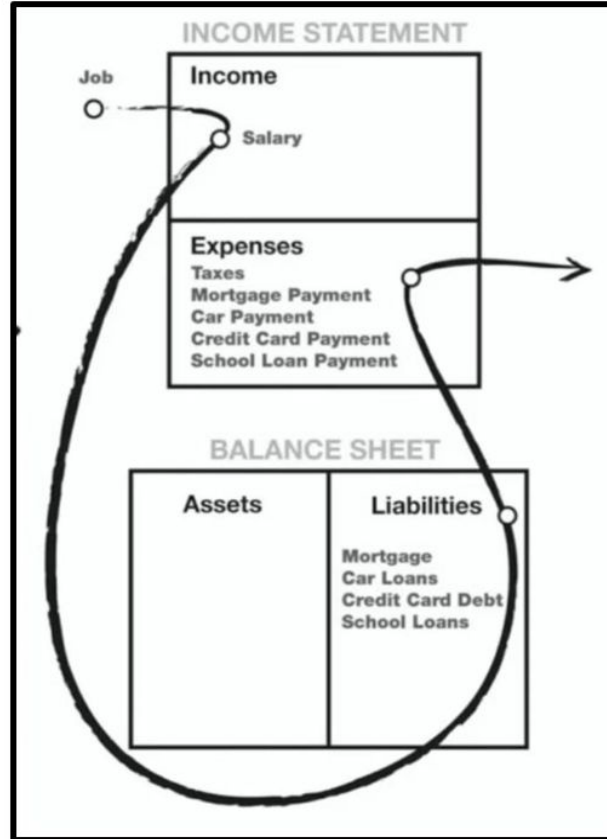 INCOME STATEMENT
Job
Income
Salary
Expenses
Taxes
Mortgage Payment
Car Payment
Credit Card Payment
School Loan Payment
BALANCE SHEET
Assets
Liabilities
Mortgage
Car Loans
Credit Card Debt
School Loans